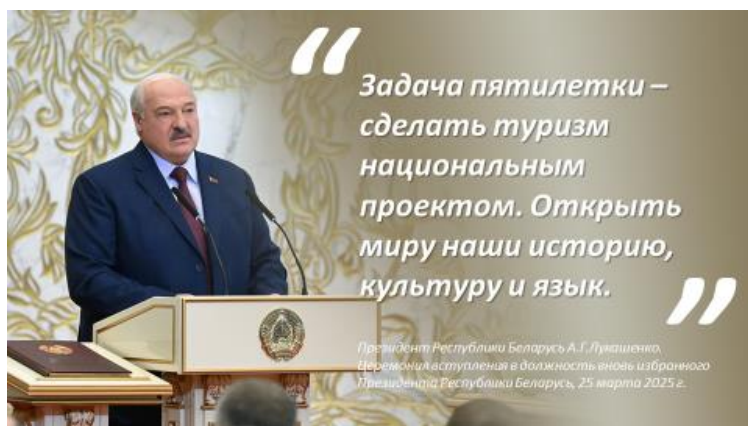 “
Задача пятилетки –
сделать туризм
национальным
проектом. Открыть
миру наши историю,
культуру и язык.
”
Президент Республики Беларусь А.Г.Лукашенко.
Церемония вступления в должность вновь избранного
Президента Республики Беларусь, 25 марта 2025 г.